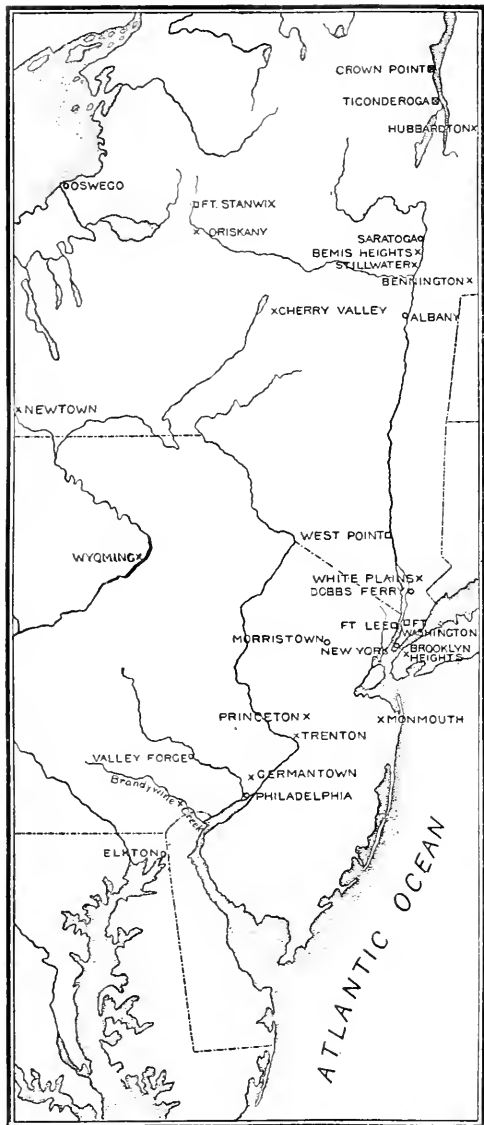 CROWN POINT
TICONDEROGA
HUBBARDTON
OSWEGO
FT. STANWIX
ORISKANY
SARATOGA
BEMIS HEIGHTS
STILLWATER
BENNINGTON
CHERRY VALLEY
ALBANY
NEWTOWN
WEST POINT
WYOMING
WHITE PLAINS
DOBBS FERRY
FT LEE
FT
WASHINGTON
MORRISTOWN
NEW YORK
BROOKLYN
HEIGHTS
PRINCETON
MONMOUTH
TRENTON
VALLEY FORGE
GERMANTOWN
Brandywine Creek
PHILADELPHIA
ELKTON
ATLANTIC OCEAN